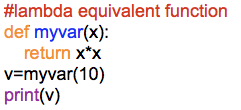 #lambda equivalent function
def myvar(x):
    return x*x
v=myvar(10)
print(v)